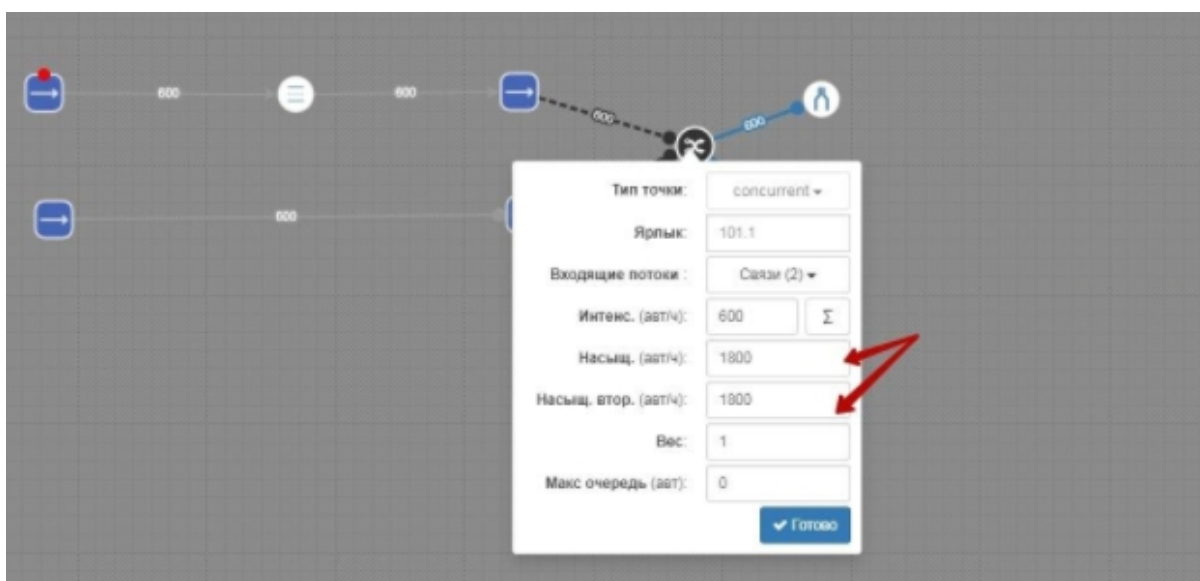 600
600
600
600
600
Тип точки: concurrent
Ярлык: 101.1
Входящие потоки : Связи (2)
Интенс. (авт/ч): 600 Σ
Насыщ. (авт/ч): 1800
Насыщ. втор. (авт/ч): 1800
Вес: 1
Макс очередь (авт): 0
Готово